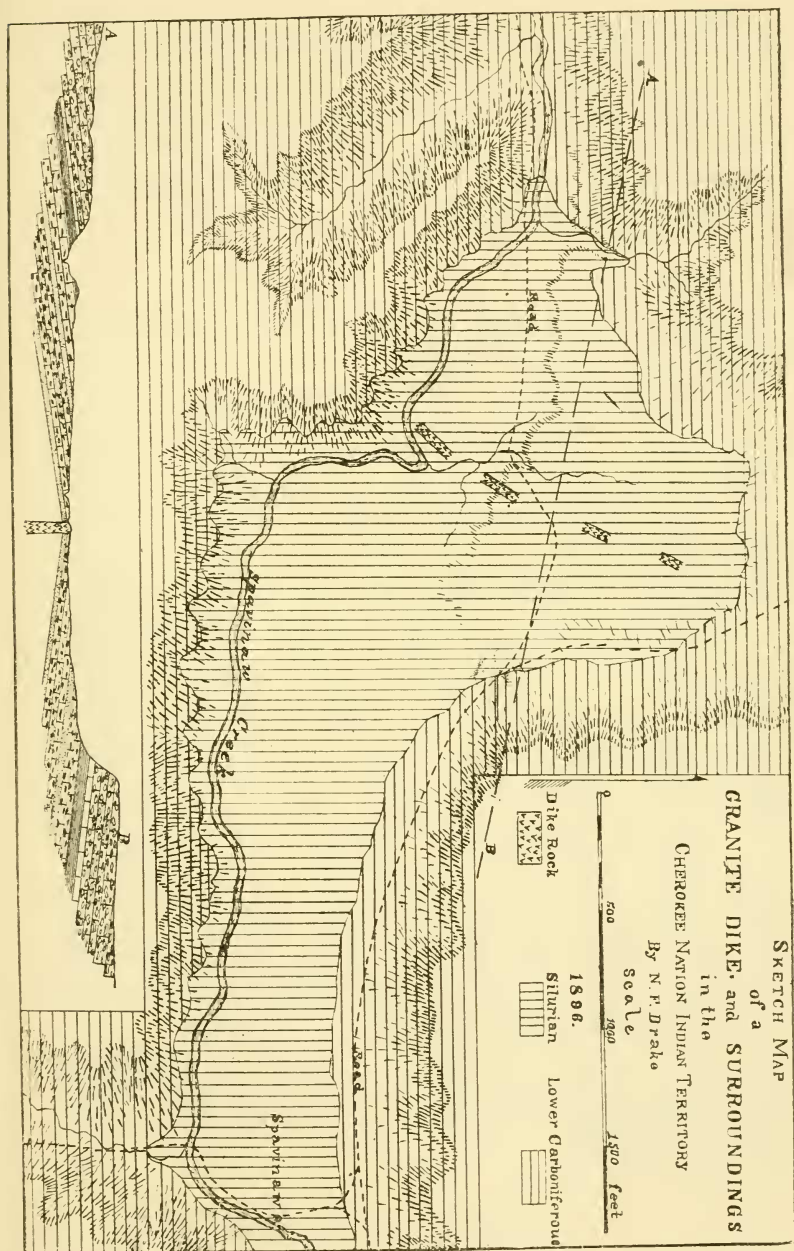 SKETCH MAP
of a
GRANITE DIKE. and SURROUNDINGS
in the
CHEROKEE NATION INDIAN TERRITORY
By N. F. Drake
Scale
0 500 1000 1500 feet
1896.
Dike Rock
Silurian
Lower Carboniferous
A
B
Road
Spavinaw Creek
Road
Spavinaw
A
B